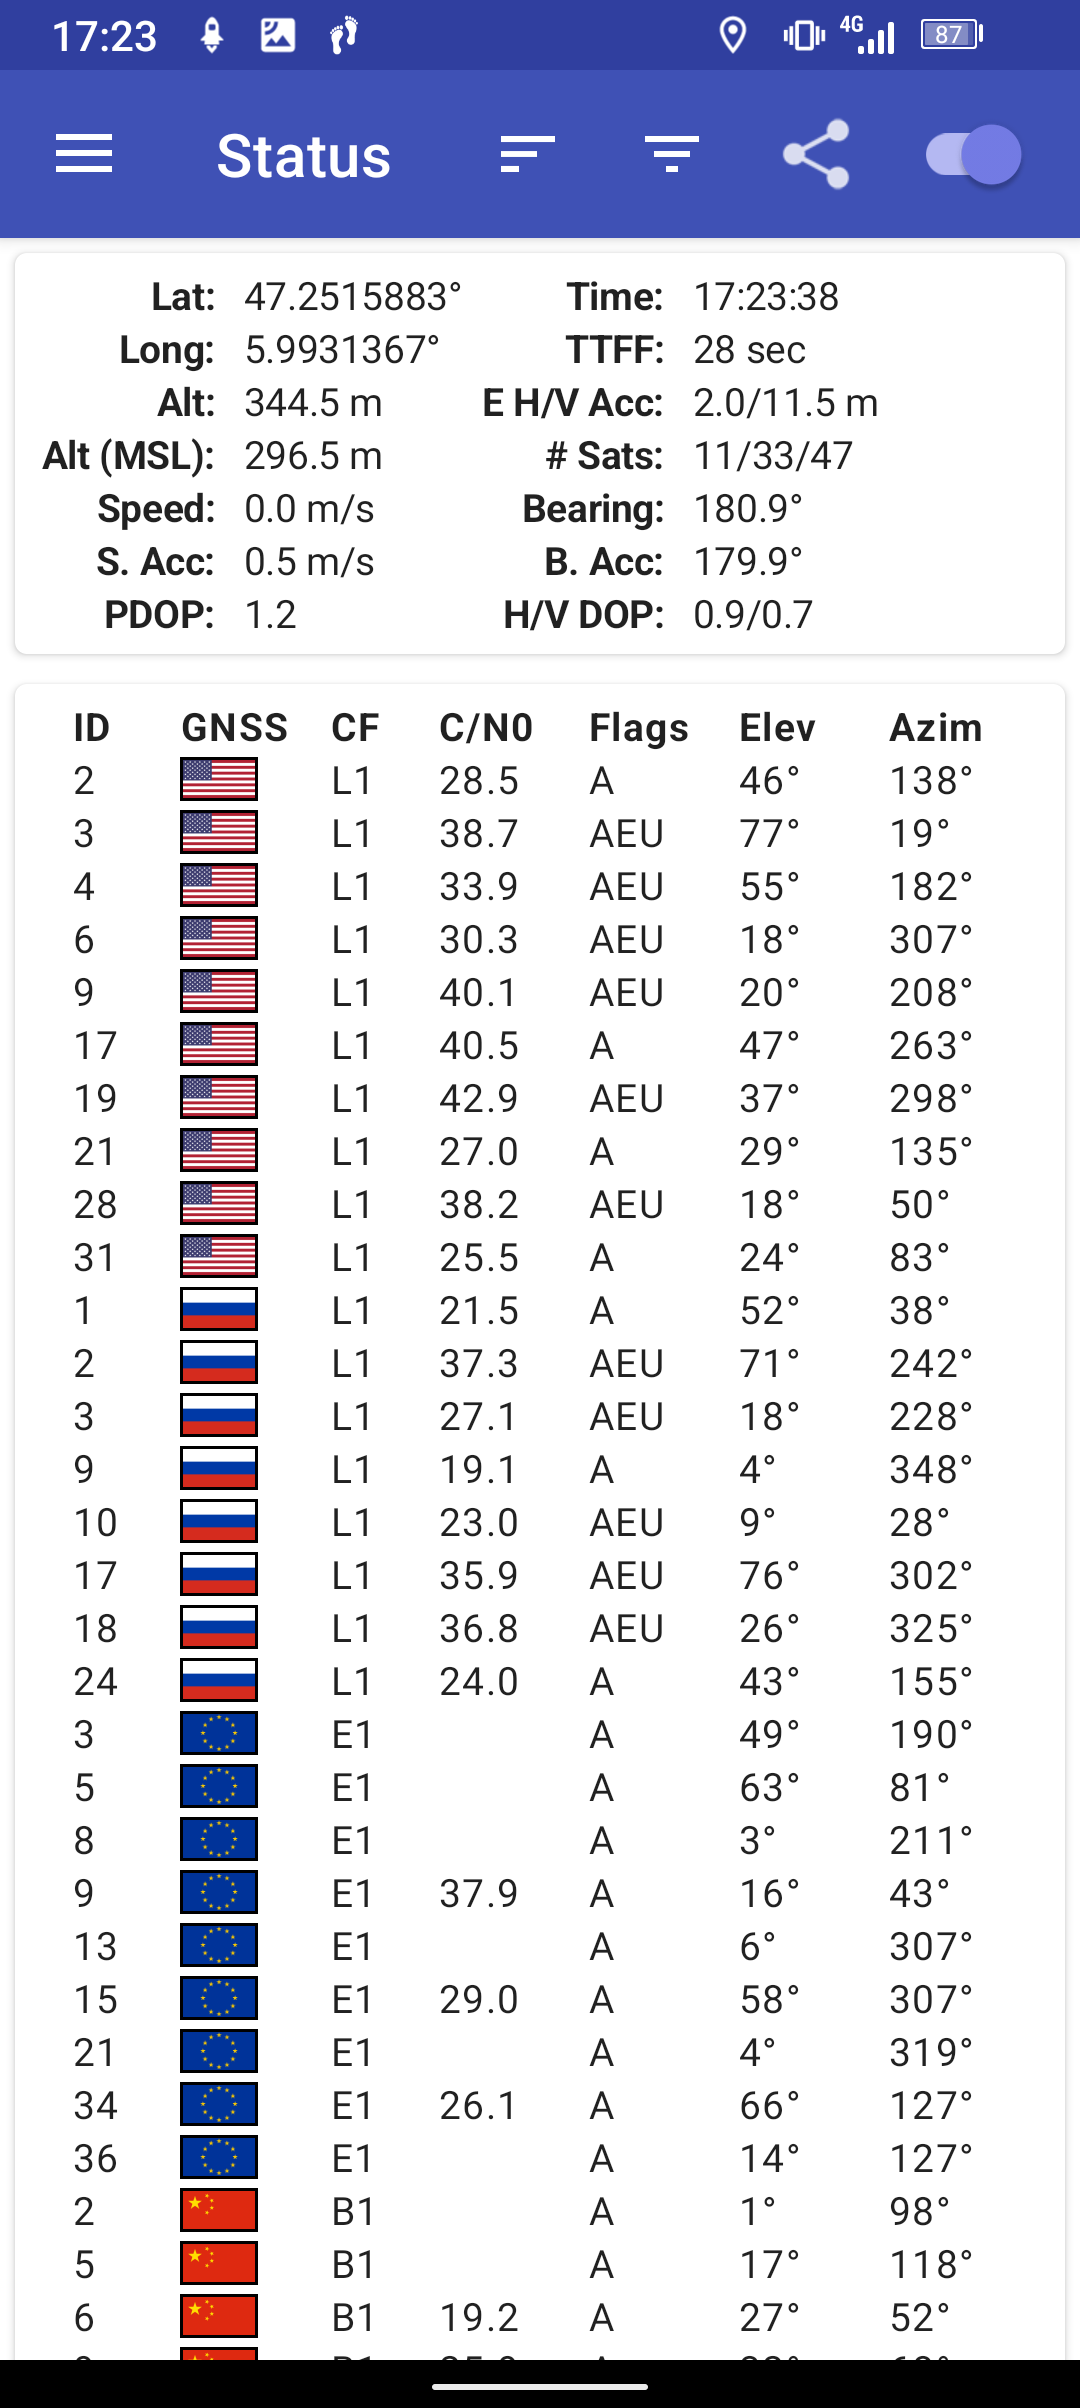 17:23 4G 87
Status
Lat: 47.2515883° Time: 17:23:38
Long: 5.9931367° TTFF: 28 sec
Alt: 344.5 m E H/V Acc: 2.0/11.5 m
Alt (MSL): 296.5 m # Sats: 11/33/47
Speed: 0.0 m/s Bearing: 180.9°
S. Acc: 0.5 m/s B. Acc: 179.9°
PDOP: 1.2 H/V DOP: 0.9/0.7
ID GNSS CF C/N0 Flags Elev Azim
2 L1 28.5 A 46° 138°
3 L1 38.7 AEU 77° 19°
4 L1 33.9 AEU 55° 182°
6 L1 30.3 AEU 18° 307°
9 L1 40.1 AEU 20° 208°
17 L1 40.5 A 47° 263°
19 L1 42.9 AEU 37° 298°
21 L1 27.0 A 29° 135°
28 L1 38.2 AEU 18° 50°
31 L1 25.5 A 24° 83°
1 L1 21.5 A 52° 38°
2 L1 37.3 AEU 71° 242°
3 L1 27.1 AEU 18° 228°
9 L1 19.1 A 4° 348°
10 L1 23.0 AEU 9° 28°
17 L1 35.9 AEU 76° 302°
18 L1 36.8 AEU 26° 325°
24 L1 24.0 A 43° 155°
3 E1 A 49° 190°
5 E1 A 63° 81°
8 E1 A 3° 211°
9 E1 37.9 A 16° 43°
13 E1 A 6° 307°
15 E1 29.0 A 58° 307°
21 E1 A 4° 319°
34 E1 26.1 A 66° 127°
36 E1 A 14° 127°
2 B1 A 1° 98°
5 B1 A 17° 118°
6 B1 19.2 A 27° 52°